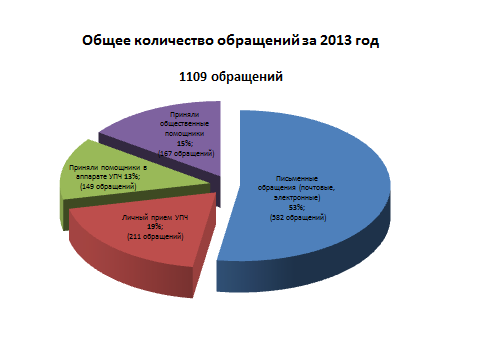 Общее количество обращений за 2013 год
1109 обращений
Приняли
общественные
помощники
15%;
(167 обращений)
Приняли помощники в
аппарате УПЧ 13%;
(149 обращений)
Письменные
обращения (почтовые,
электронные)
53%;
(582 обращений)
Личный прием УПЧ
19%;
(211 обращений)